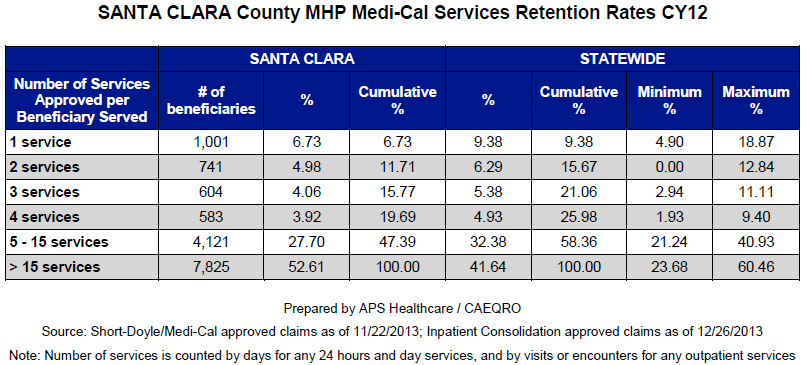 SANTA CLARA County MHP Medi-Cal Services Retention Rates CY12
SANTA CLARA STATEWIDE
Number of Services Approved per Beneficiary Served # of beneficiaries % Cumulative % % Cumulative % Minimum % Maximum %
1 service 1,001 6.73 6.73 9.38 9.38 4.90 18.87
2 services 741 4.98 11.71 6.29 15.67 0.00 12.84
3 services 604 4.06 15.77 5.38 21.06 2.94 11.11
4 services 583 3.92 19.69 4.93 25.98 1.93 9.40
5 - 15 services 4,121 27.70 47.39 32.38 58.36 21.24 40.93
> 15 services 7,825 52.61 100.00 41.64 100.00 23.68 60.46
Prepared by APS Healthcare / CAEQRO
Source: Short-Doyle/Medi-Cal approved claims as of 11/22/2013; Inpatient Consolidation approved claims as of 12/26/2013
Note: Number of services is counted by days for any 24 hours and day services, and by visits or encounters for any outpatient services